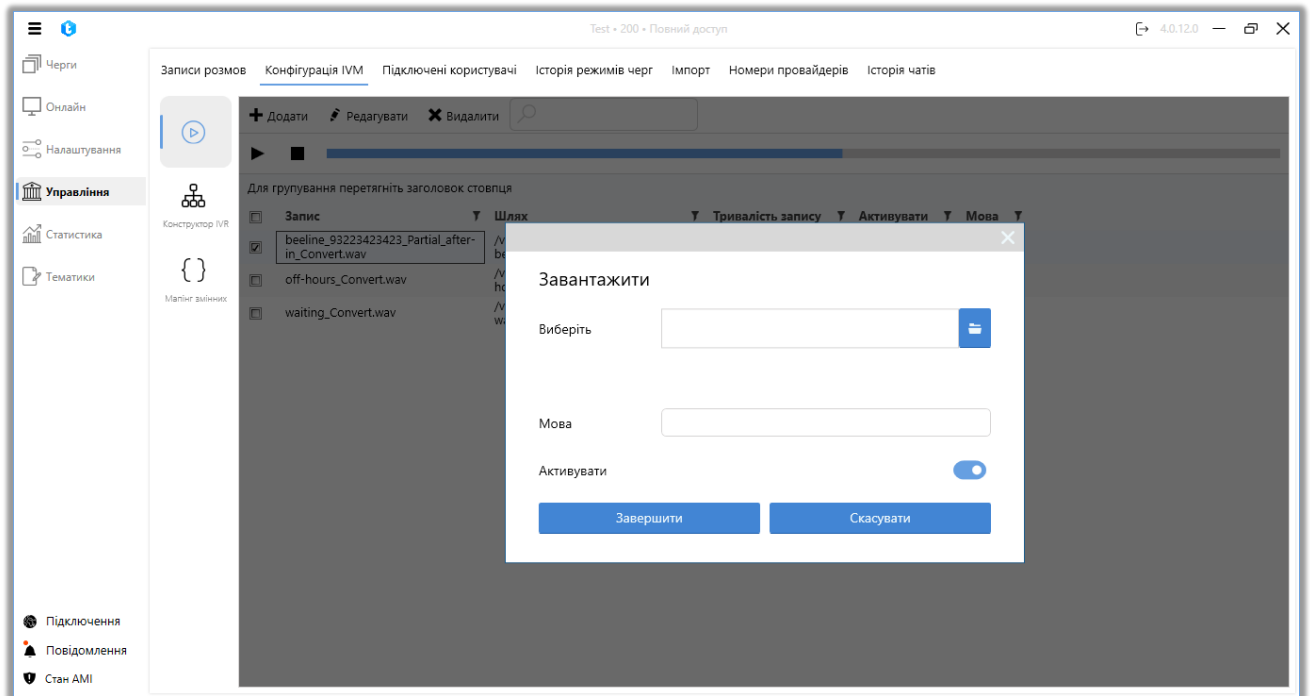 Test • 200 • Повний доступ
4.0.12.0
Черги
Онлайн
Налаштування
Управління
Статистика
Тематики
Підключення
Повідомлення
Стан AMI
Записи розмов Конфігурація IVM Підключені користувачі Історія режимів черг Імпорт Номери провайдерів Історія чатів
Конструктор IVR
Мапінг змінних
Додати Редагувати Видалити
Для групування перетягніть заголовок стовпця
Запис Шлях Тривалість запису Активувати Мова
beeline_93223423423_Partial_after-
in_Convert.wav
off-hours_Convert.wav
waiting_Convert.wav
Завантажити
Виберіть
Мова
Активувати
Завершити Скасувати